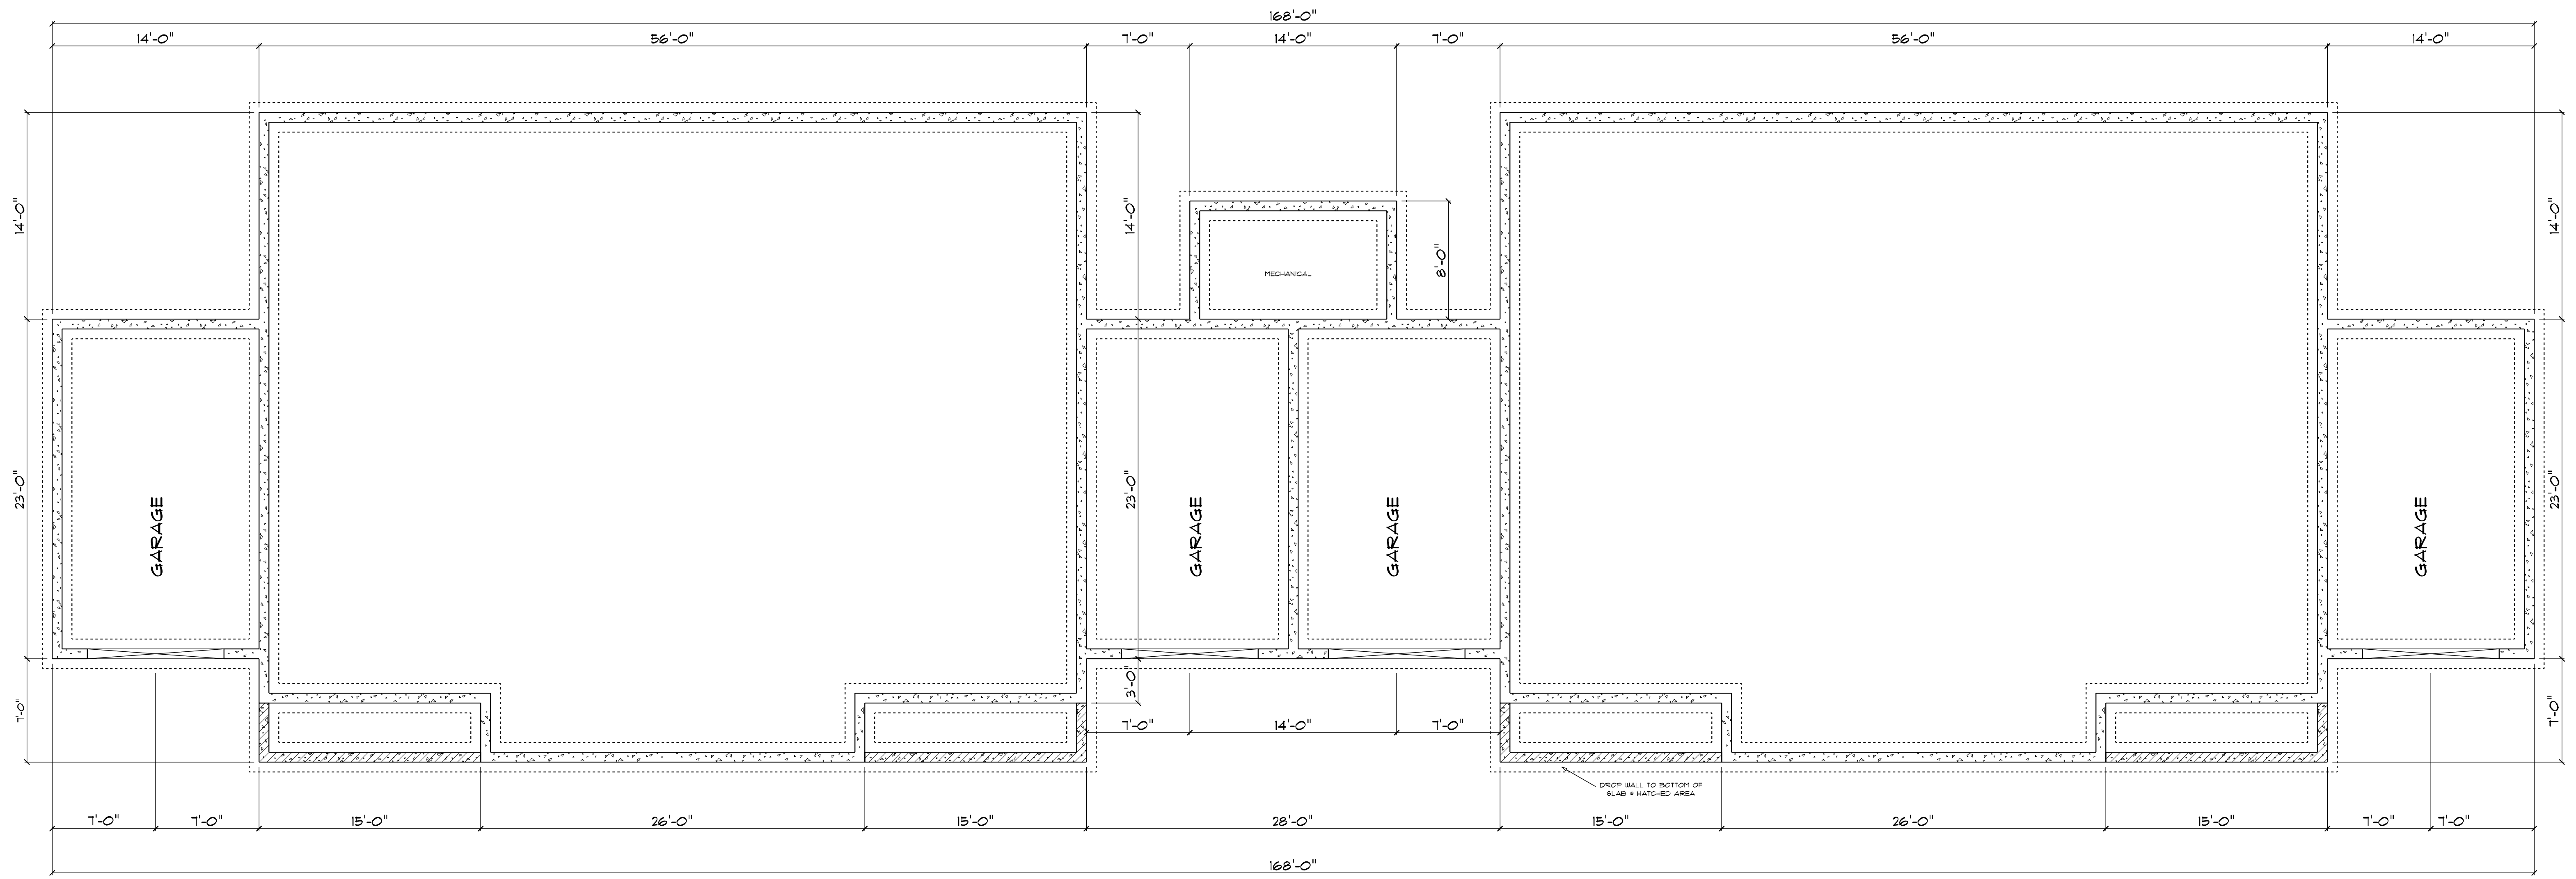 168'-0"
14'-0" 56'-0" 7'-0" 14'-0" 7'-0" 56'-0" 14'-0"
14'-0" 14'-0" 8'-0" 14'-0"
MECHANICAL
23'-0" GARAGE 23'-0" GARAGE GARAGE GARAGE 23'-0"
7'-0" 3'-0" 7'-0"
7'-0" 14'-0" 7'-0"
DROP WALL TO BOTTOM OF
SLAB @ HATCHED AREA
7'-0" 7'-0" 15'-0" 26'-0" 15'-0" 28'-0" 15'-0" 26'-0" 15'-0" 7'-0" 7'-0"
168'-0"